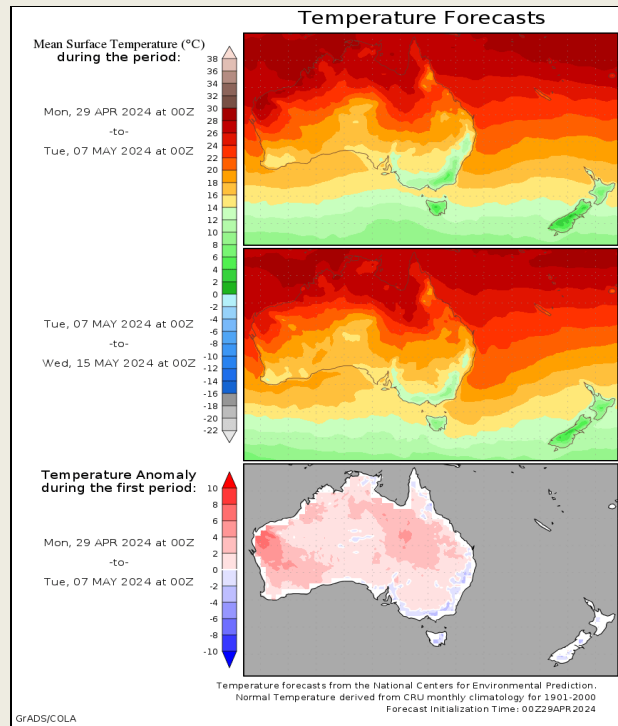 Temperature Forecasts
Mean Surface Temperature (°C)
during the period:
38
36
34
32
30
28
26
24
22
20
18
16
14
12
10
8
6
4
2
0
-2
-4
-6
-8
-10
-12
-14
-16
-18
-20
-22
Mon, 29 APR 2024 at 00Z
-to-
Tue, 07 MAY 2024 at 00Z
Tue, 07 MAY 2024 at 00Z
-to-
Wed, 15 MAY 2024 at 00Z
Temperature Anomaly
during the first period:
10
8
6
4
2
0
-2
-4
-6
-8
-10
Mon, 29 APR 2024 at 00Z
-to-
Tue, 07 MAY 2024 at 00Z
Temperature forecasts from the National Centers for Environmental Prediction.
Normal Temperature derived from CRU monthly climatology for 1901-2000
Forecast Initialization Time: 00Z29APR2024
GrADS/COLA